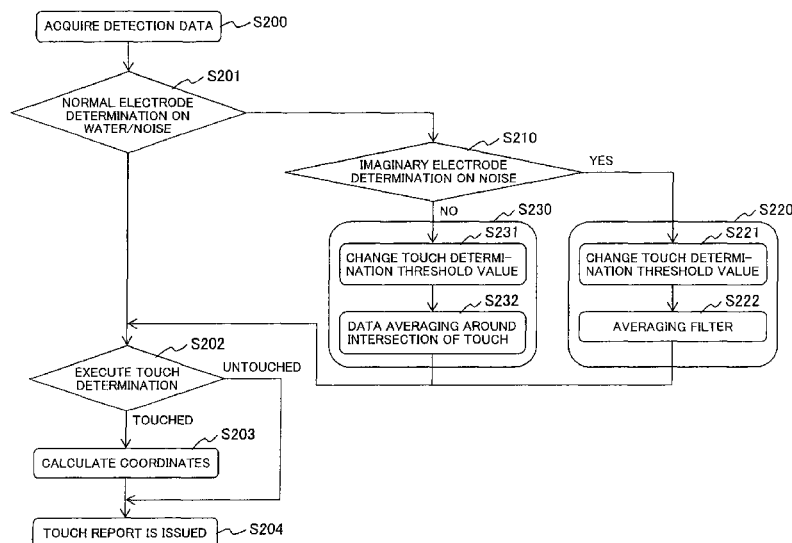 ACQUIRE DETECTION DATA
S200
S201
NORMAL ELECTRODE
DETERMINATION ON
WATER/NOISE
S210
IMAGINARY ELECTRODE
DETERMINATION ON NOISE
YES
NO
S230
S220
S231
CHANGE TOUCH DETERMI-
NATION THRESHOLD VALUE
S221
CHANGE TOUCH DETERMI-
NATION THRESHOLD VALUE
S232
DATA AVERAGING AROUND
INTERSECTION OF TOUCH
S222
AVERAGING FILTER
S202
EXECUTE TOUCH
DETERMINATION
UNTOUCHED
TOUCHED
S203
CALCULATE COORDINATES
TOUCH REPORT IS ISSUED
S204